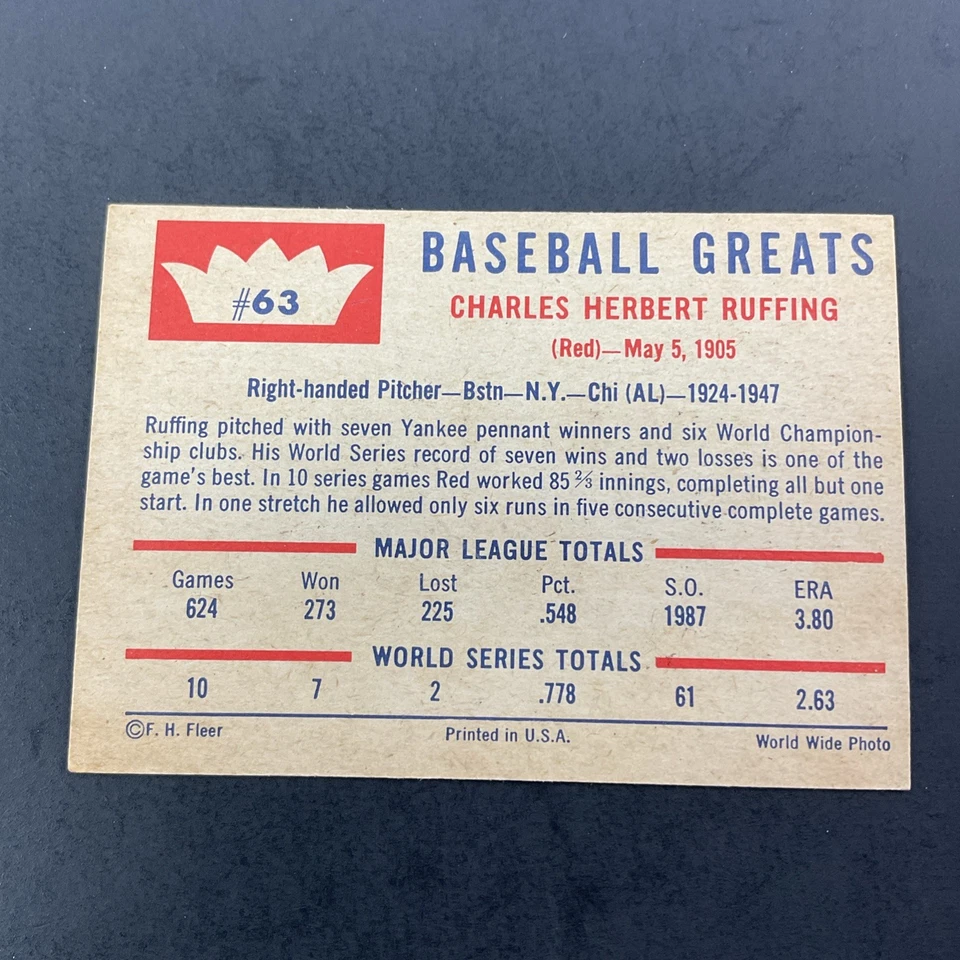 #63
BASEBALL GREATS
CHARLES HERBERT RUFFING
(Red)—May 5, 1905
Right-handed Pitcher—Bstn—N.Y.—Chi (AL)—1924-1947
Ruffing pitched with seven Yankee pennant winners and six World Champion-
ship clubs. His World Series record of seven wins and two losses is one of the
game's best. In 10 series games Red worked 85 2/3 innings, completing all but one
start. In one stretch he allowed only six runs in five consecutive complete games.
MAJOR LEAGUE TOTALS
Games Won Lost Pct. S.O. ERA
624 273 225 .548 1987 3.80
WORLD SERIES TOTALS
10 7 2 .778 61 2.63
©F. H. Fleer Printed in U.S.A. World Wide Photo